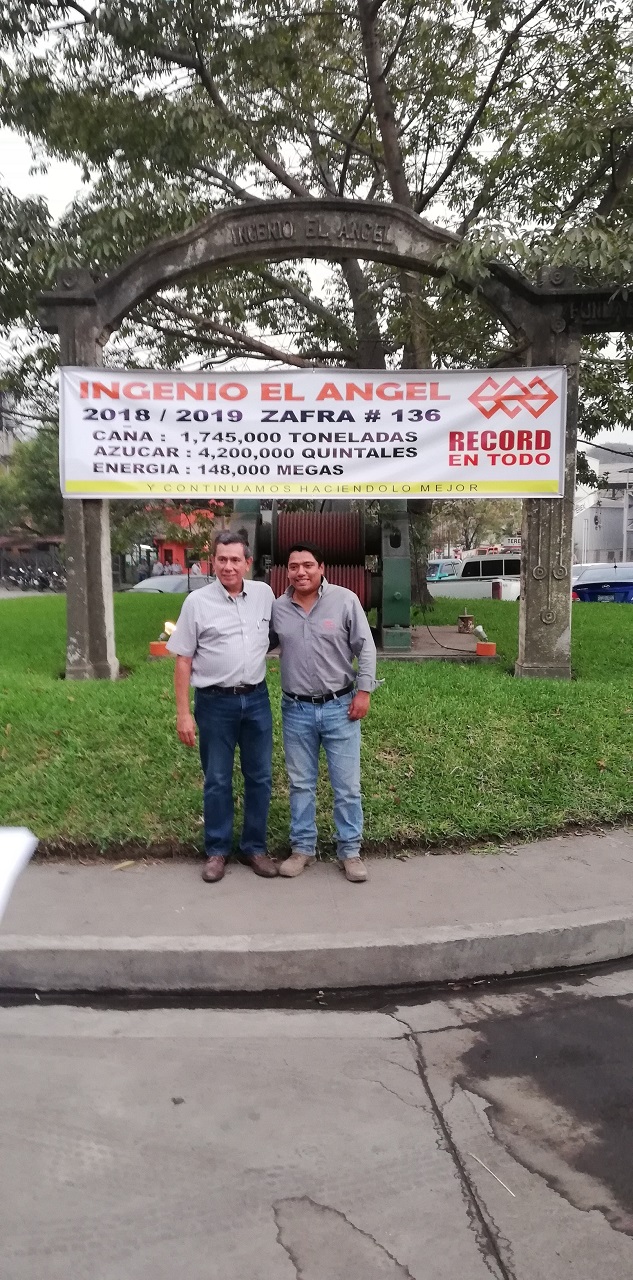 INGENIO EL ANGEL
INGENIO EL ANGEL
2018 / 2019 ZAFRA # 136
CAÑA : 1,745,000 TONELADAS
AZUCAR : 4,200,000 QUINTALES
ENERGIA : 148,000 MEGAS
RECORD
EN TODO
Y CONTINUAMOS HACIENDOLO MEJOR